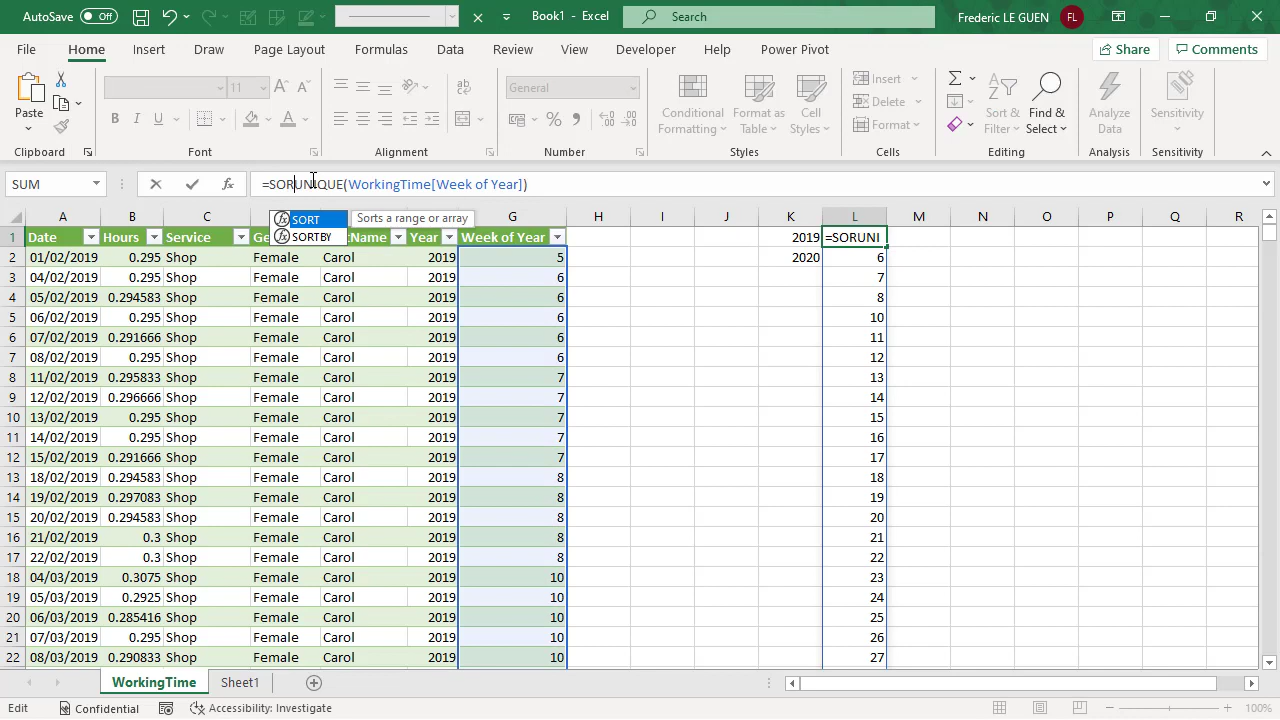 AutoSave Off Book1 - Excel Search Frederic LE GUEN FL
File Home Insert Draw Page Layout Formulas Data Review View Developer Help Power Pivot Share Comments
Paste 11 General Conditional Formatting Format as Table Cell Styles Insert Delete Format Sort & Filter Find & Select Analyze Data Sensitivity
Clipboard Font Alignment Number Styles Cells Editing Analysis Sensitivity
SUM =SORUNIQUE(WorkingTime[Week of Year])
SORT Sorts a range or array
SORTBY
A B C G H I J K L M N O P Q R
1 Date Hours Service Ge Name Year Week of Year 2019 =SORUNI
2 01/02/2019 0.295 Shop Female Carol 2019 5 2020 6
3 04/02/2019 0.295 Shop Female Carol 2019 6 7
4 05/02/2019 0.294583 Shop Female Carol 2019 6 8
5 06/02/2019 0.295 Shop Female Carol 2019 6 10
6 07/02/2019 0.291666 Shop Female Carol 2019 6 11
7 08/02/2019 0.295 Shop Female Carol 2019 6 12
8 11/02/2019 0.295833 Shop Female Carol 2019 7 13
9 12/02/2019 0.296666 Shop Female Carol 2019 7 14
10 13/02/2019 0.295 Shop Female Carol 2019 7 15
11 14/02/2019 0.295 Shop Female Carol 2019 7 16
12 15/02/2019 0.291666 Shop Female Carol 2019 7 17
13 18/02/2019 0.294583 Shop Female Carol 2019 8 18
14 19/02/2019 0.297083 Shop Female Carol 2019 8 19
15 20/02/2019 0.294583 Shop Female Carol 2019 8 20
16 21/02/2019 0.3 Shop Female Carol 2019 8 21
17 22/02/2019 0.3 Shop Female Carol 2019 8 22
18 04/03/2019 0.3075 Shop Female Carol 2019 10 23
19 05/03/2019 0.2925 Shop Female Carol 2019 10 24
20 06/03/2019 0.285416 Shop Female Carol 2019 10 25
21 07/03/2019 0.295 Shop Female Carol 2019 10 26
22 08/03/2019 0.290833 Shop Female Carol 2019 10 27
WorkingTime Sheet1
Edit Confidential Accessibility: Investigate 100%